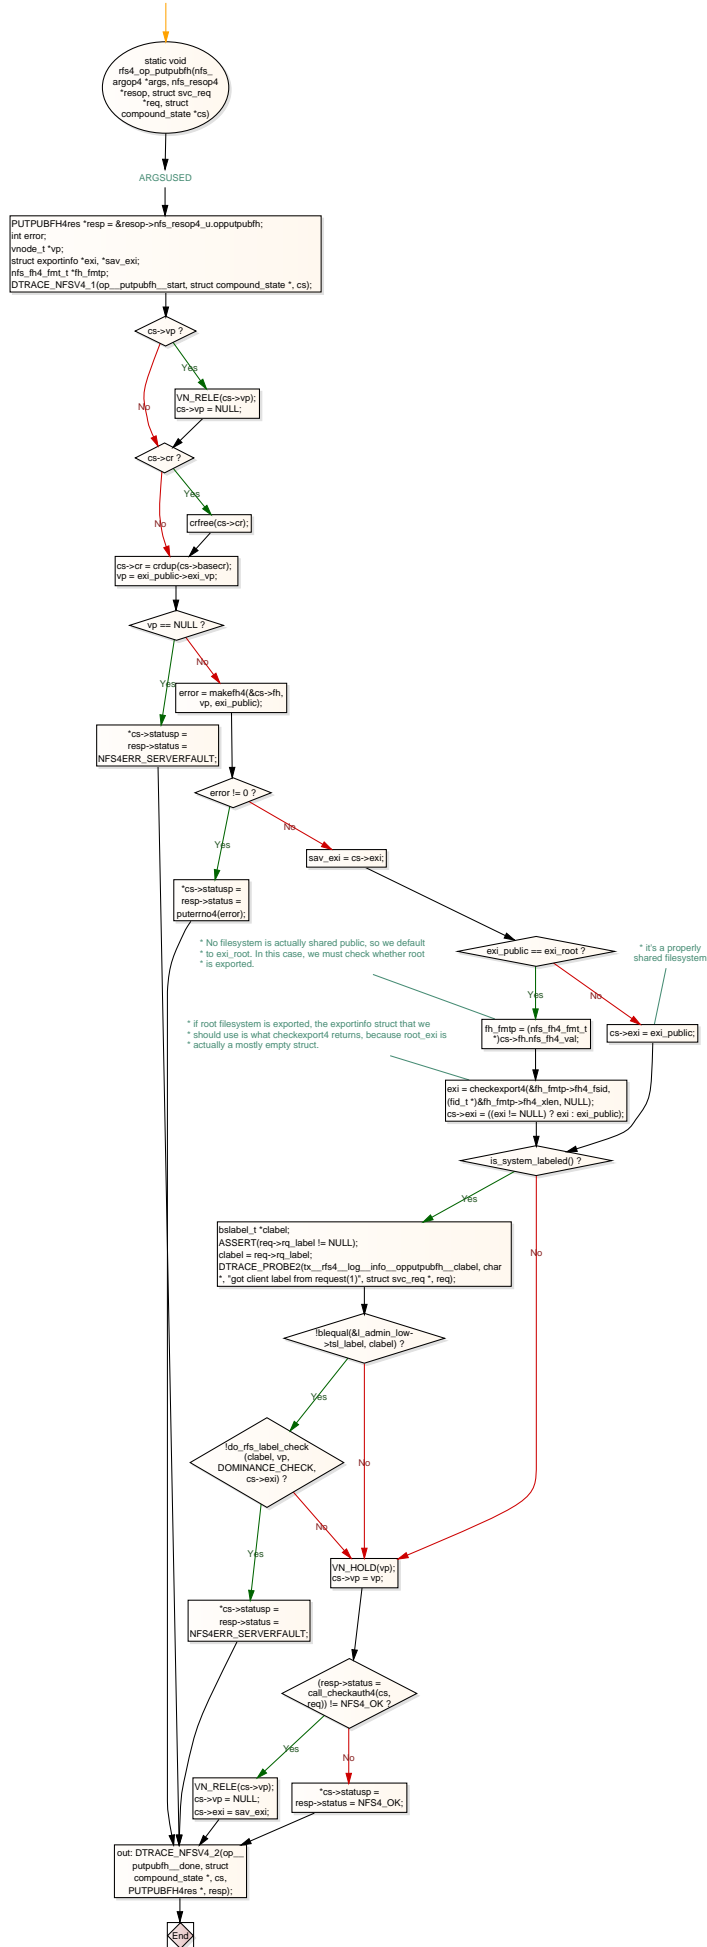 static void
rfs4_op_putpubfh(nfs_
argop4 *args, nfs_resop4
*resop, struct svc_req
*req, struct
compound_state *cs)
ARGSUSED
PUTPUBFH4res *resp = &resop->nfs_resop4_u.opputpubfh;
int error;
vnode_t *vp;
struct exportinfo *exi, *sav_exi;
nfs_fh4_fmt_t *fh_fmtp;
DTRACE_NFSV4_1(op__putpubfh__start, struct compound_state *, cs);
cs->vp ?
Yes
VN_RELE(cs->vp);
cs->vp = NULL;
No
cs->cr ?
Yes
No
crfree(cs->cr);
cs->cr = crdup(cs->basecr);
vp = exi_public->exi_vp;
vp == NULL ?
No
Yes
error = makefh4(&cs->fh,
vp, exi_public);
*cs->statusp =
resp->status =
NFS4ERR_SERVERFAULT;
error != 0 ?
No
Yes
sav_exi = cs->exi;
*cs->statusp =
resp->status =
puterrno4(error);
* No filesystem is actually shared public, so we default
* to exi_root. In this case, we must check whether root
* is exported.
exi_public == exi_root ?
* it's a properly
shared filesystem
Yes
No
fh_fmtp = (nfs_fh4_fmt_t
*)cs->fh.nfs_fh4_val;
cs->exi = exi_public;
* if root filesystem is exported, the exportinfo struct that we
* should use is what checkexport4 returns, because root_exi is
* actually a mostly empty struct.
exi = checkexport4(&fh_fmtp->fh4_fsid,
(fid_t *)&fh_fmtp->fh4_xlen, NULL);
cs->exi = ((exi != NULL) ? exi : exi_public);
is_system_labeled() ?
Yes
No
bslabel_t *clabel;
ASSERT(req->rq_label != NULL);
clabel = req->rq_label;
DTRACE_PROBE2(tx__rfs4__log__info__opputpubfh__clabel, char
*, "got client label from request(1)", struct svc_req *, req);
!blequal(&l_admin_low-
>tsl_label, clabel) ?
Yes
No
!do_rfs_label_check
(clabel, vp,
DOMINANCE_CHECK,
cs->exi) ?
No
Yes
VN_HOLD(vp);
cs->vp = vp;
*cs->statusp =
resp->status =
NFS4ERR_SERVERFAULT;
(resp->status =
call_checkauth4(cs,
req)) != NFS4_OK ?
Yes
No
VN_RELE(cs->vp);
cs->vp = NULL;
cs->exi = sav_exi;
*cs->statusp =
resp->status = NFS4_OK;
out: DTRACE_NFSV4_2(op__
putpubfh__done, struct
compound_state *, cs,
PUTPUBFH4res *, resp);
End